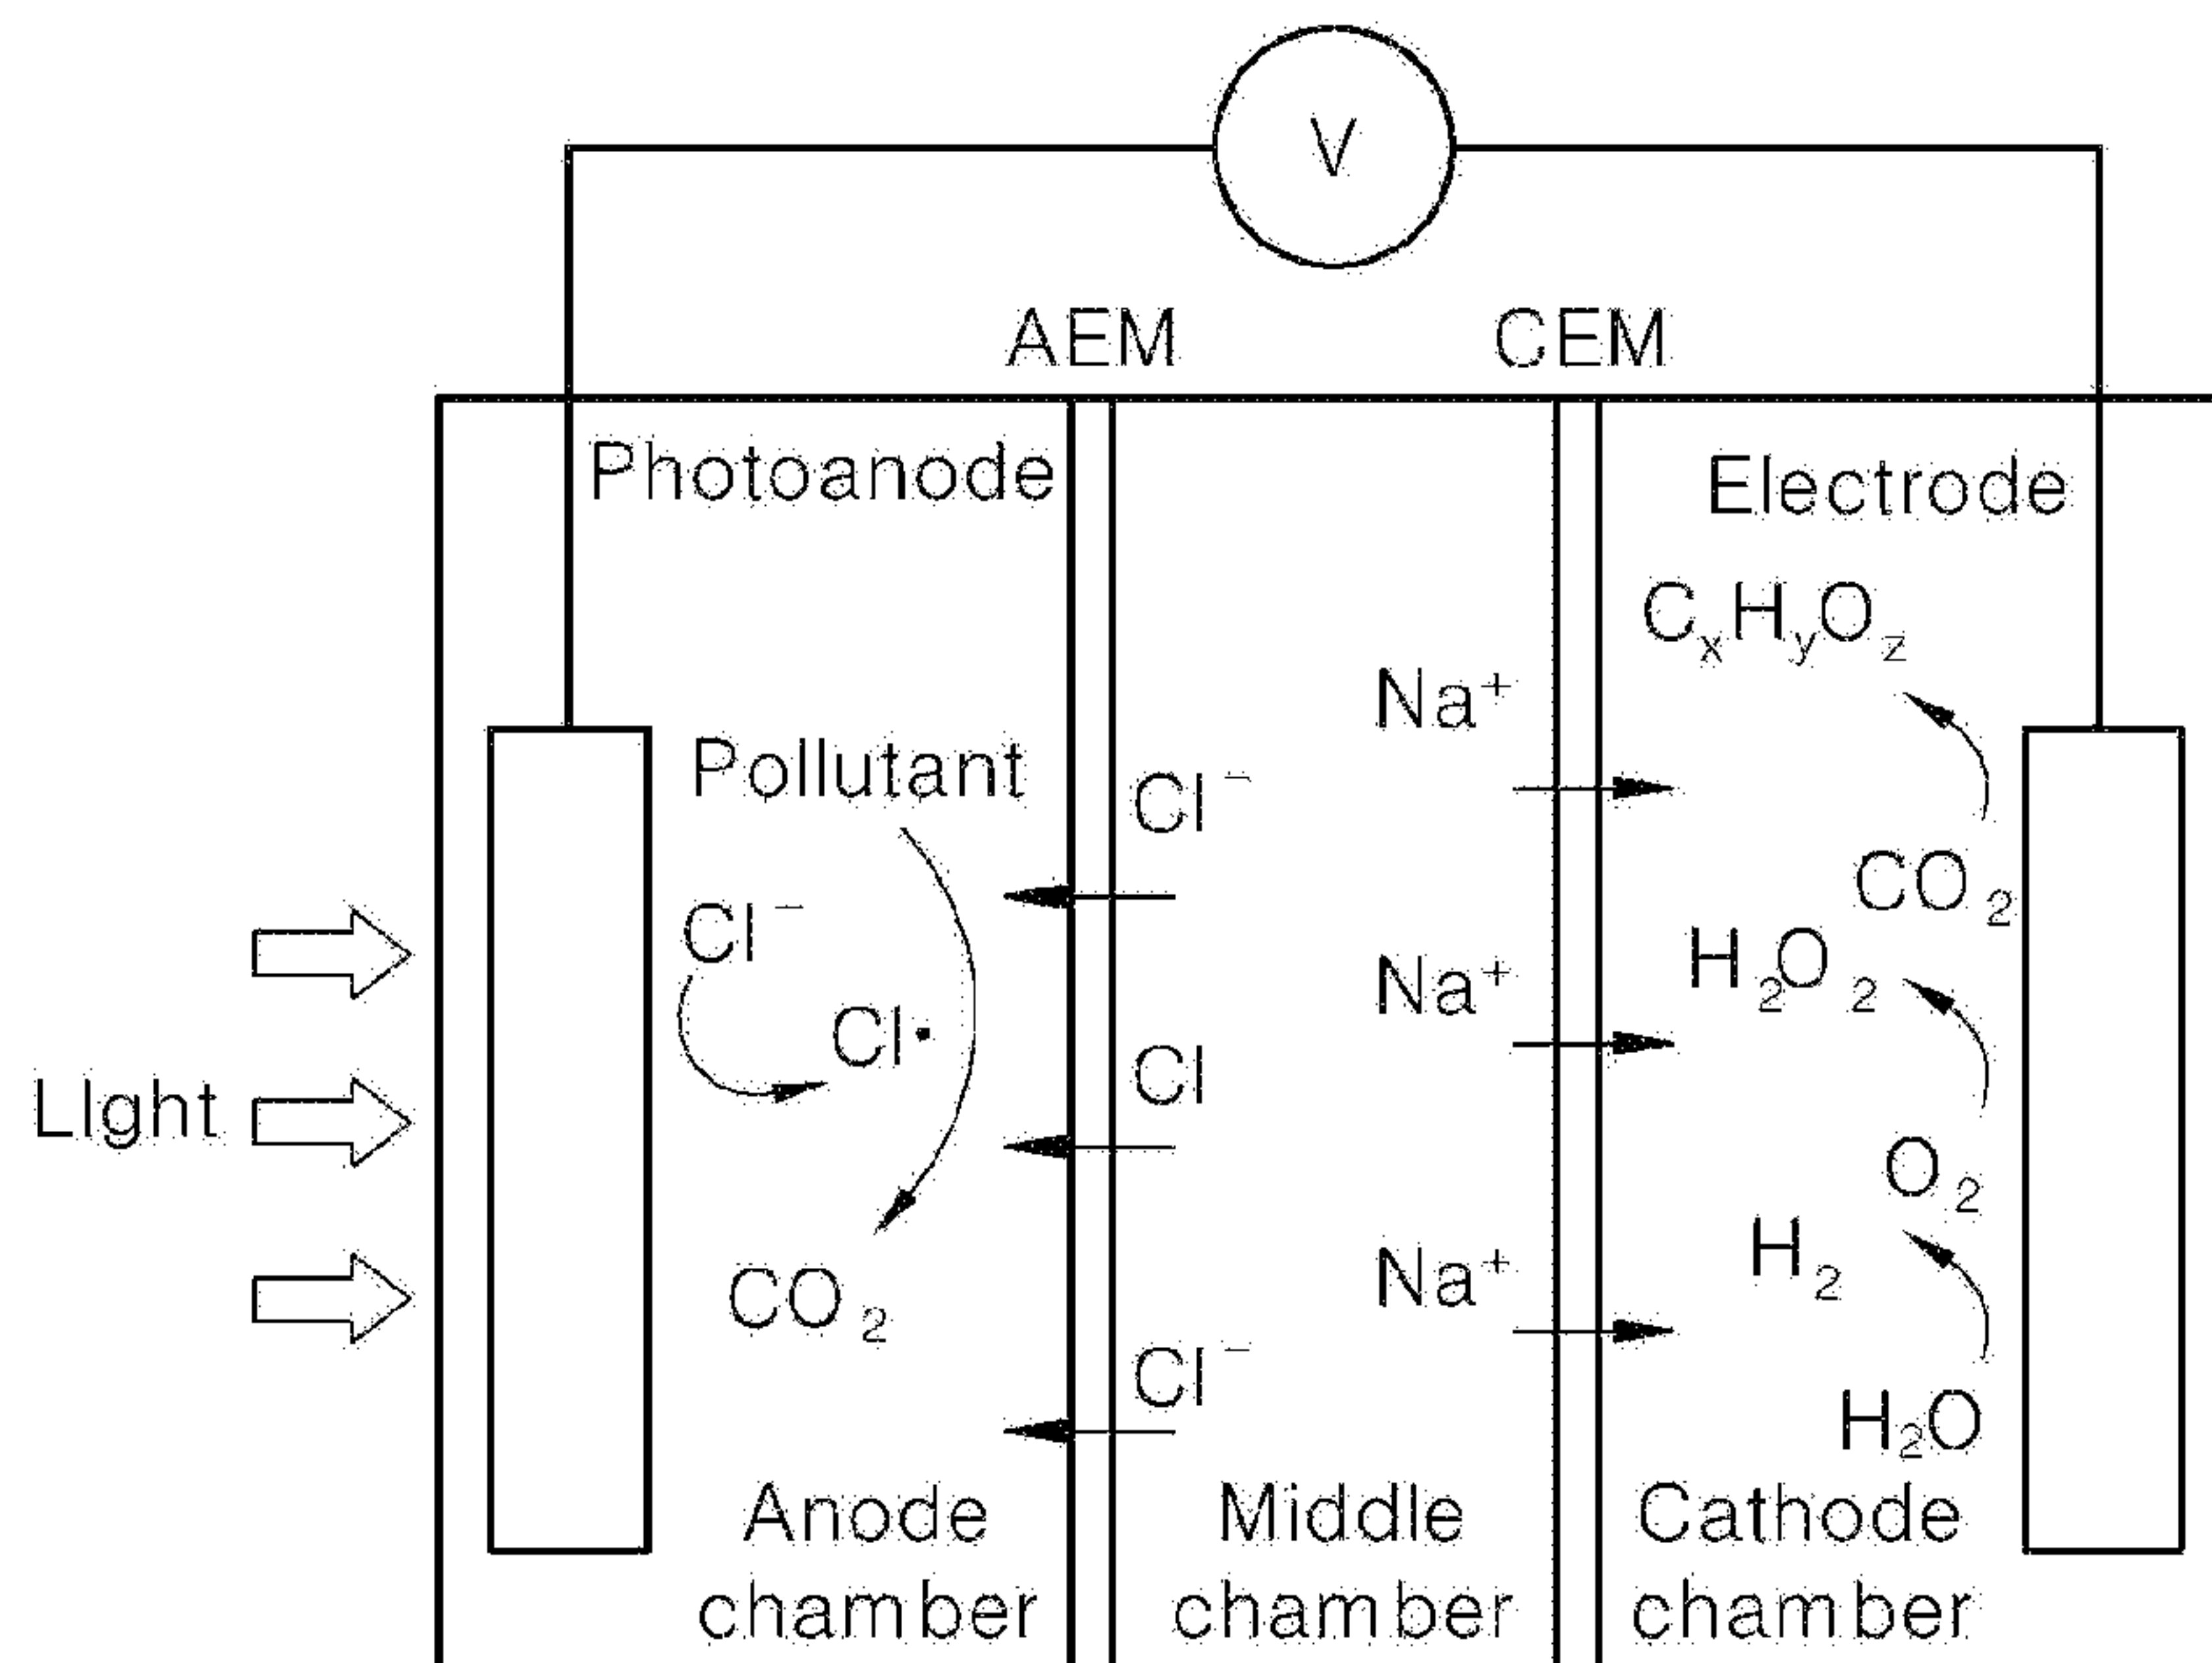 V
AEM
CEM
Photoanode
Electrode
CₓHᵧO_z
Na⁺
Pollutant
Cl⁻
CO₂
Cl⁻
H₂O₂
Na⁺
Cl•
Cl
LIght
O₂
H₂
Na⁺
CO₂
Cl⁻
H₂O
Anode
chamber
Middle
chamber
Cathode
chamber